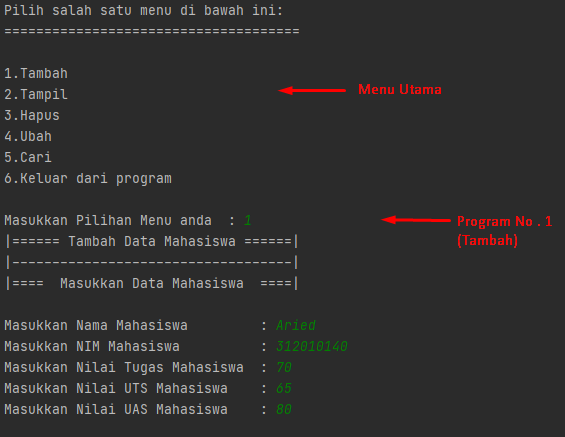 Pilih salah satu menu di bawah ini:
=====================================
1.Tambah
2.Tampil
Menu Utama
3.Hapus
4.Ubah
5.Cari
6.Keluar dari program
Masukkan Pilihan Menu anda  : 1
Program No . 1
(Tambah)
|====== Tambah Data Mahasiswa ======|
|-----------------------------------|
|====  Masukkan Data Mahasiswa  ====|
Masukkan Nama Mahasiswa         : Aried
Masukkan NIM Mahasiswa          : 312010140
Masukkan Nilai Tugas Mahasiswa  : 70
Masukkan Nilai UTS Mahasiswa    : 65
Masukkan Nilai UAS Mahasiswa    : 80